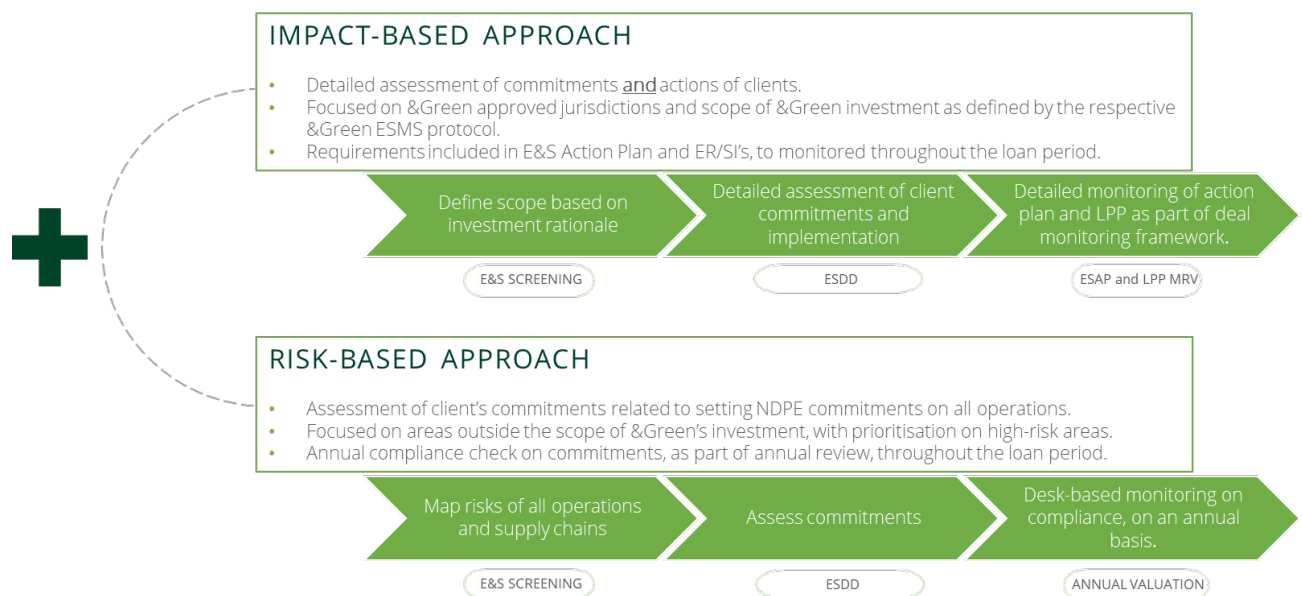 IMPACT-BASED APPROACH
• Detailed assessment of commitments and actions of clients.
• Focused on &Green approved jurisdictions and scope of &Green investment as defined by the respective
&Green ESMS protocol.
• Requirements included in E&S Action Plan and ER/SI's, to monitored throughout the loan period.
Define scope based on
investment rationale
Detailed assessment of client
commitments and
implementation
Detailed monitoring of action
plan and LPP as part of deal
monitoring framework.
E&S SCREENING
ESDD
ESAP and LPP MRV
RISK-BASED APPROACH
• Assessment of client's commitments related to setting NDPE commitments on all operations.
• Focused on areas outside the scope of &Green's investment, with prioritisation on high-risk areas.
• Annual compliance check on commitments, as part of annual review, throughout the loan period.
Map risks of all operations
and supply chains
Assess commitments
Desk-based monitoring on
compliance, on an annual
basis.
E&S SCREENING
ESDD
ANNUAL VALUATION